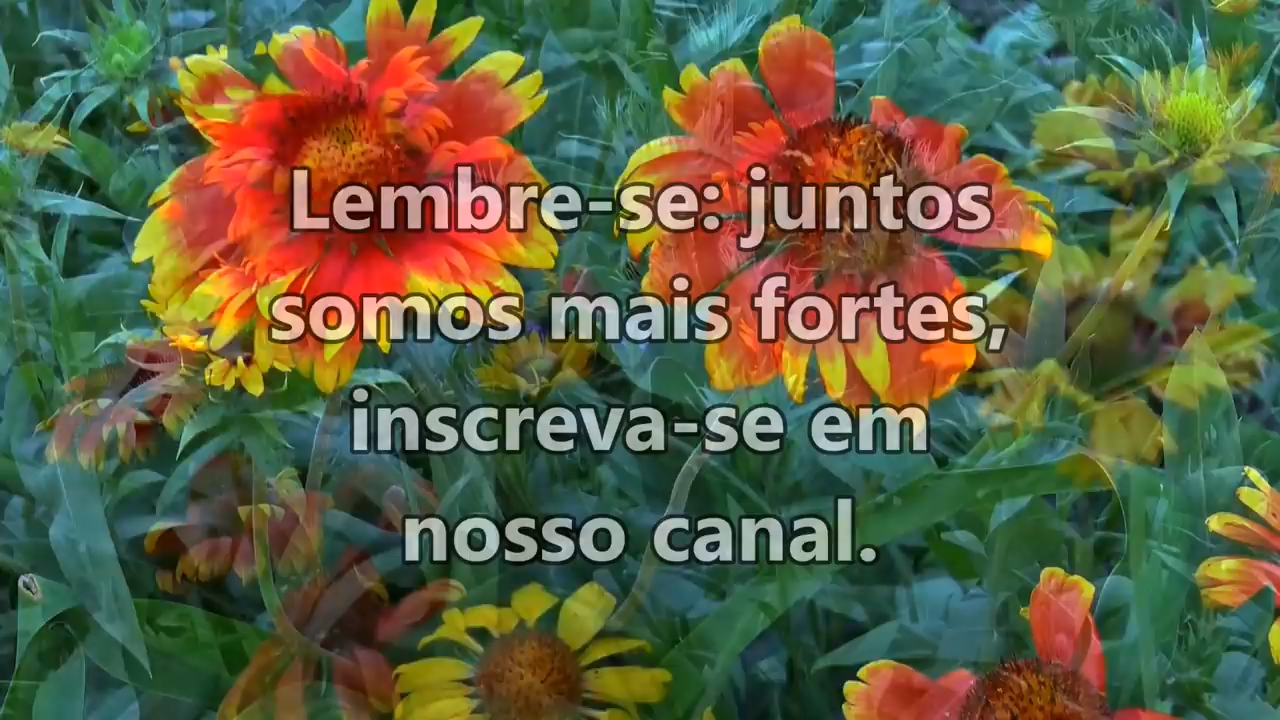 Lembre-se: juntos
somos mais fortes,
inscreva-se em
nosso canal.